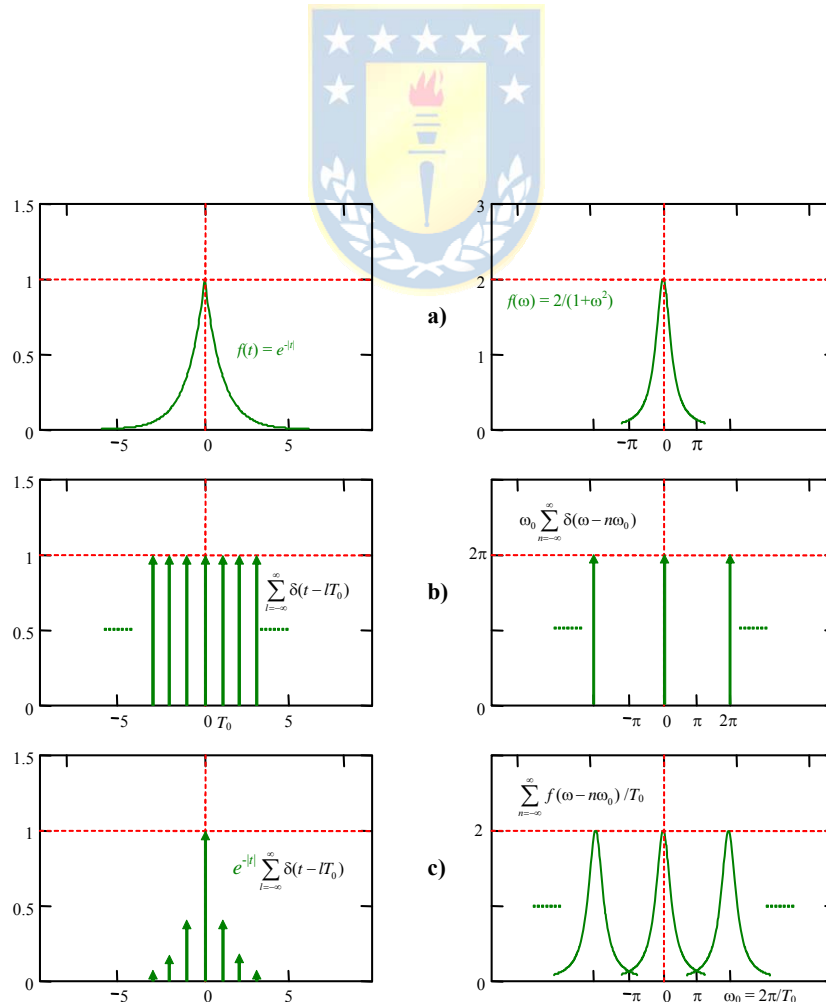 1.5
1
0.5
0
−5
0
5
f(t) = e^{-|t|}
a)
3
2
1
0
−π
0
π
f(ω) = 2/(1+ω²)
1.5
1
0.5
0
−5
0 T₀
5
∑_{l=−∞}^{∞} δ(t − lT₀)
b)
2π
0
−π
0
π
2π
ω₀ ∑_{n=−∞}^{∞} δ(ω − nω₀)
1.5
1
0.5
0
−5
0
5
e^{-|t|} ∑_{l=−∞}^{∞} δ(t − lT₀)
c)
2
0
−π
0
π
ω₀ = 2π/T₀
∑_{n=−∞}^{∞} f(ω − nω₀) /T₀